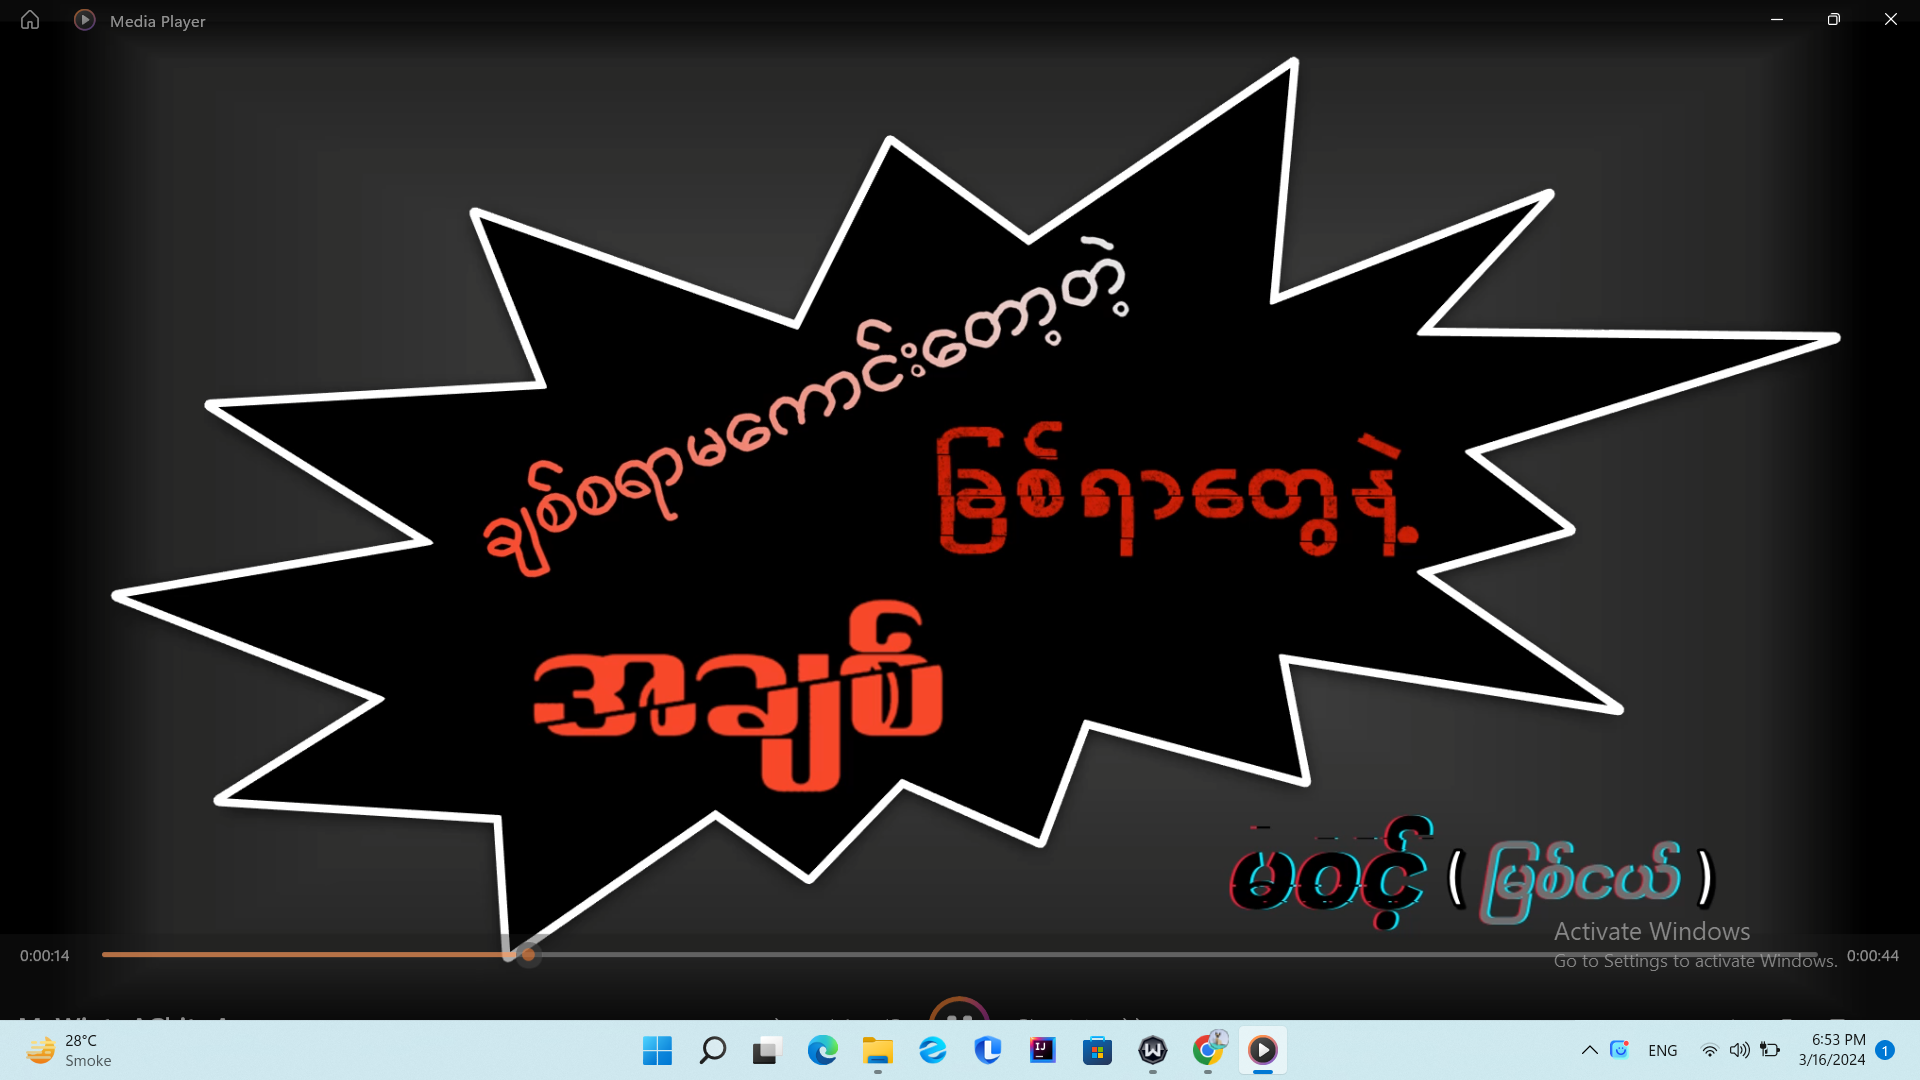 Media Player
ချစ်စရာမကောင်းတော့တဲ့
ခြစ်ရာတွေနဲ့
အချစ်
မဝင့် (မြစ်ငယ်)
Activate Windows
Go to Settings to activate Windows.
0:00:14
0:00:44
28°C
Smoke
ENG
6:53 PM
3/16/2024
1